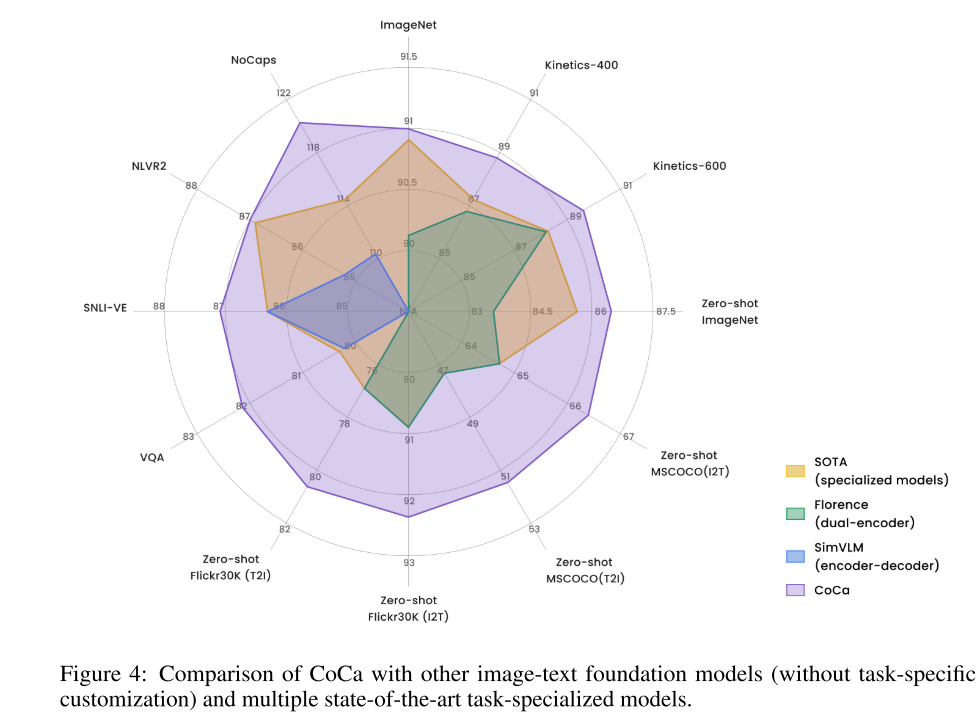 ImageNet
91.5
91
90.5
90
Kinetics-400
91
89
87
85
Kinetics-600
91
89
87
85
Zero-shot
ImageNet
87.5
86
84.5
83
Zero-shot
MSCOCO(I2T)
67
66
65
64
Zero-shot
MSCOCO(T2I)
53
51
49
47
Zero-shot
Flickr30K (I2T)
93
92
91
90
Zero-shot
Flickr30K (T2I)
82
80
78
76
VQA
83
82
81
80
SNLI-VE
88
87
86
85
NLVR2
88
87
86
85
NoCaps
122
118
114
110
N/A
SOTA
(specialized models)
Florence
(dual-encoder)
SimVLM
(encoder-decoder)
CoCa
Figure 4: Comparison of CoCa with other image-text foundation models (without task-specific
customization) and multiple state-of-the-art task-specialized models.